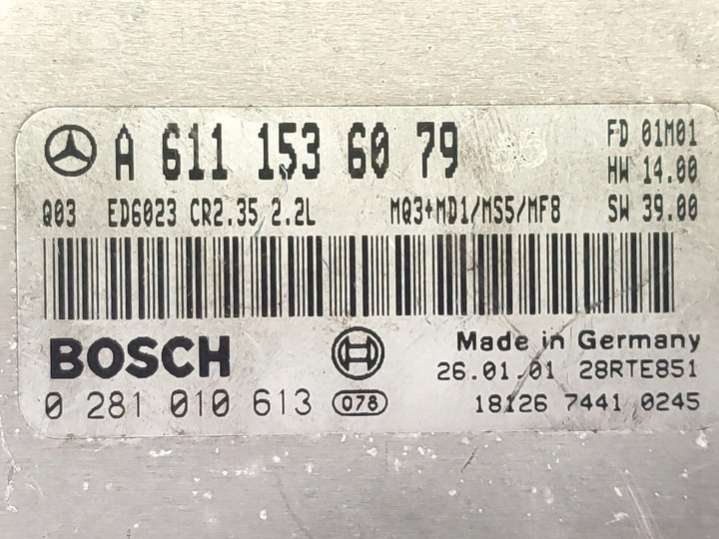 A 611 153 60 79
FD 01M01
HW 14.00
Q03 ED6023 CR2.35 2.2L MQ3+MD1/MS5/MF8 SW 39.00
BOSCH
Made in Germany
26.01.01 28RTE851
0 281 010 613 078 18126 7441 0245